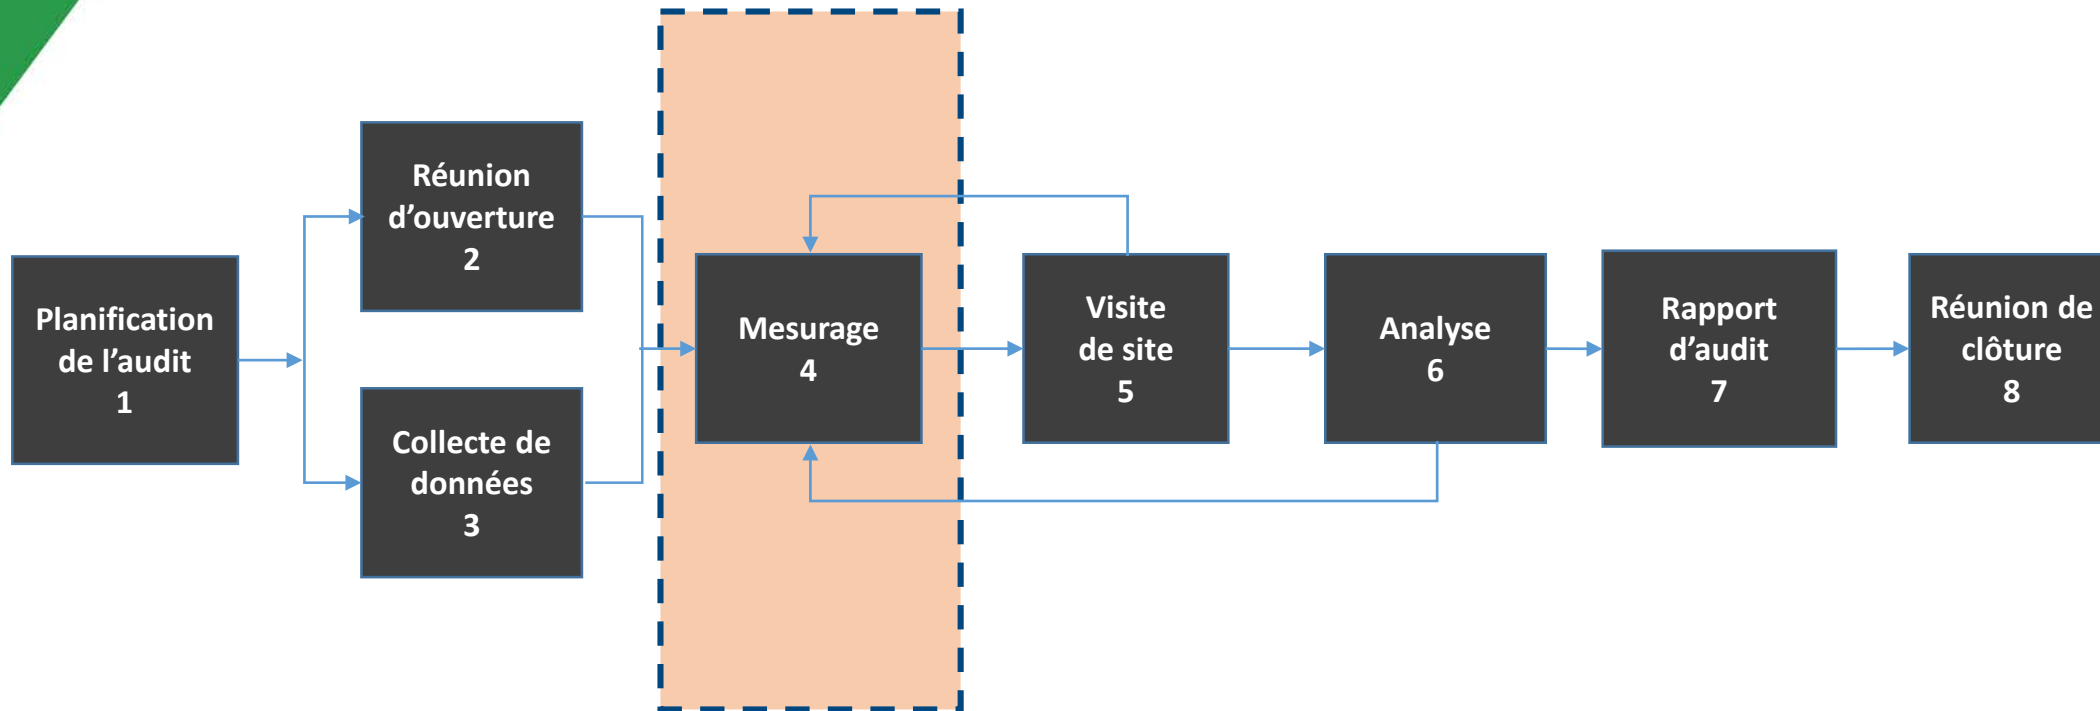 Planification
de l’audit
1
Réunion
d’ouverture
2
Collecte de
données
3
Mesurage
4
Visite
de site
5
Analyse
6
Rapport
d’audit
7
Réunion de
clôture
8